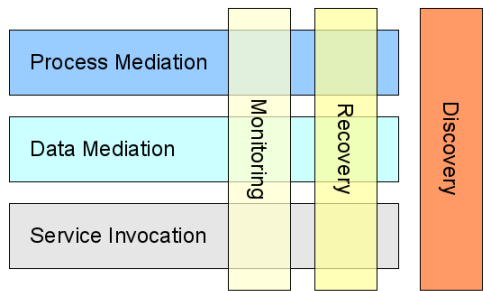 Process Mediation
Data Mediation
Service Invocation
Monitoring
Recovery
Discovery